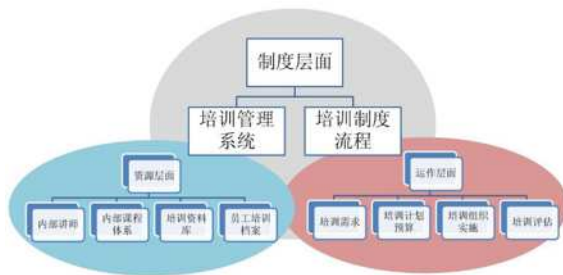 制度层面
培训管理
系统
培训制度
流程
资源层面
内部讲师
内部课程
体系
培训资料
库
员工培训
档案
运作层面
培训需求
培训计划
预算
培训组织
实施
培训评估